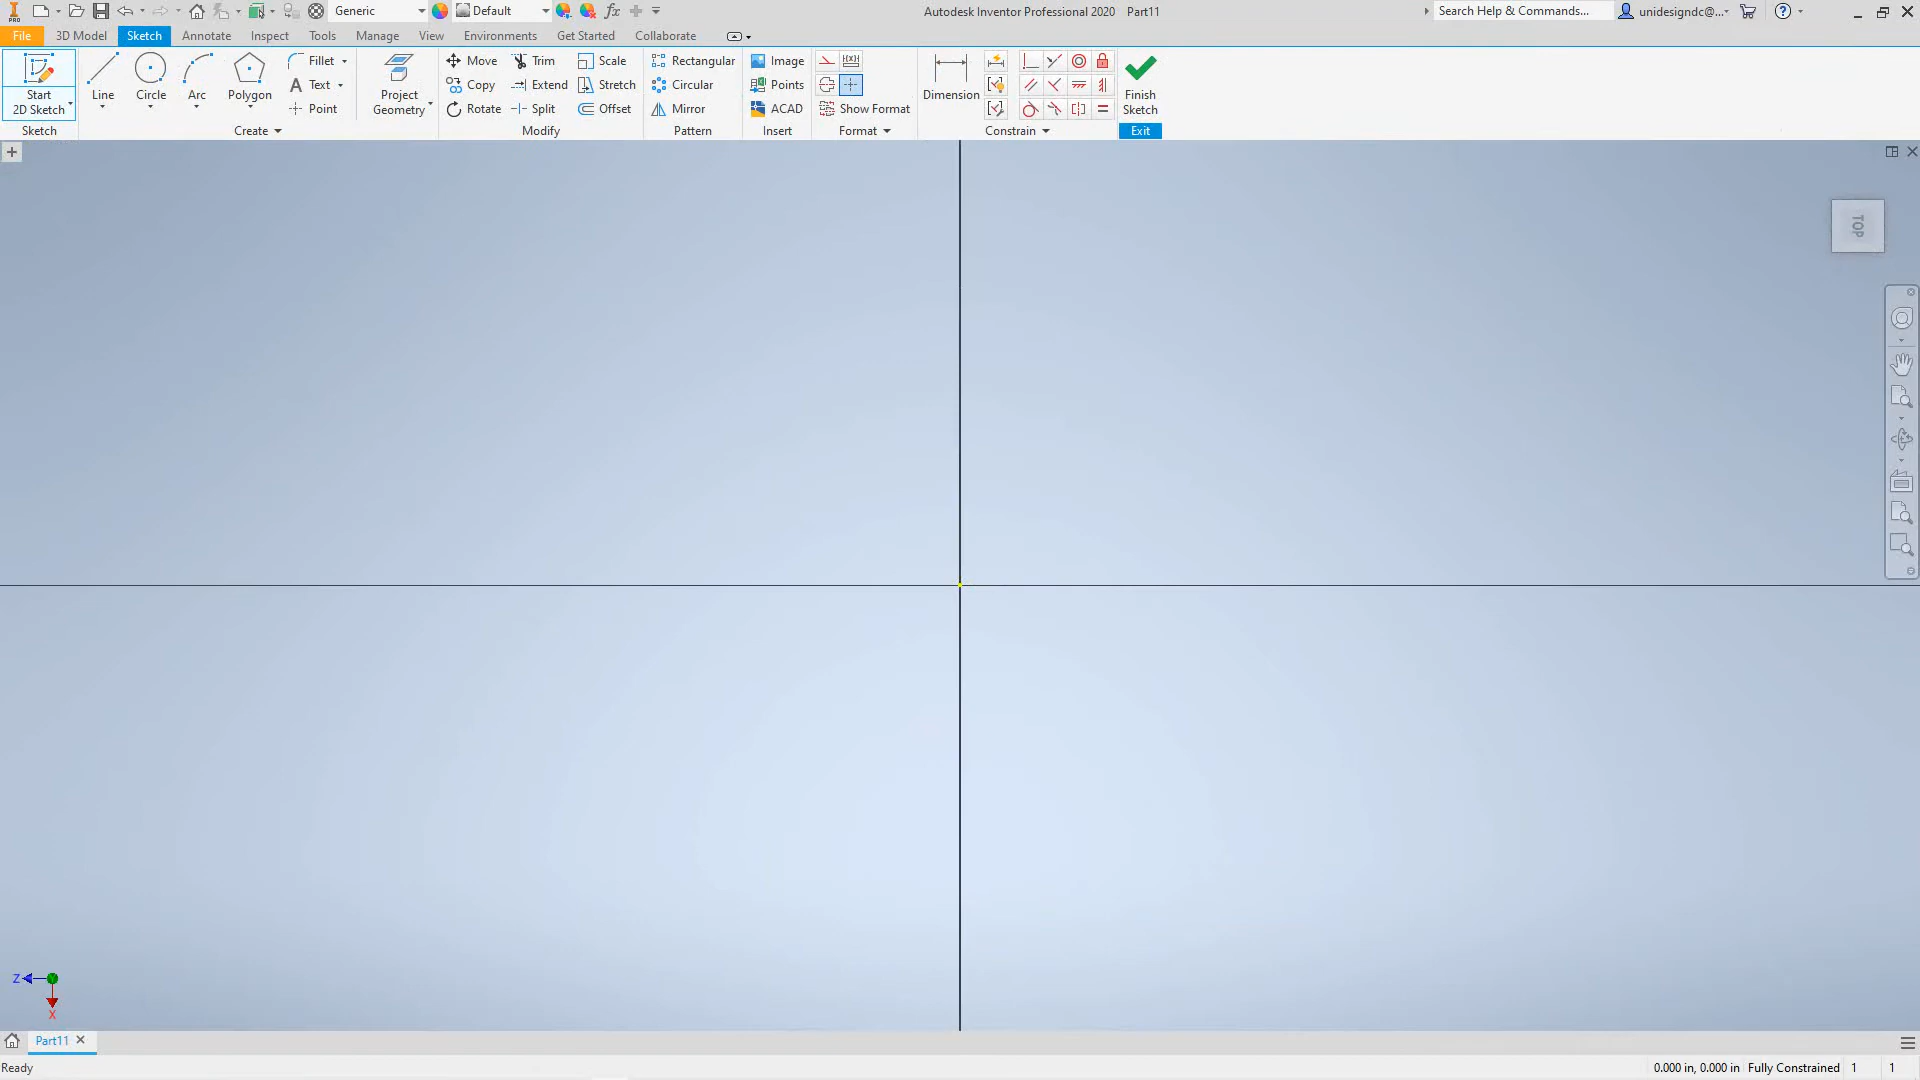 PRO Generic Default fx Autodesk Inventor Professional 2020 Part11 Search Help & Commands... unidesigndc@...
File 3D Model Sketch Annotate Inspect Tools Manage View Environments Get Started Collaborate
Start 2D Sketch
Line
Circle
Arc
Polygon
Fillet
Text
Point
Project Geometry
Move Trim Scale
Copy Extend Stretch
Rotate Split Offset
Rectangular
Circular
Mirror
Image
Points
ACAD
Show Format
Dimension
Finish Sketch
Sketch Create Modify Pattern Insert Format Constrain Exit
TOP
Z
X
Part11
Ready 0.000 in, 0.000 in Fully Constrained 1 1